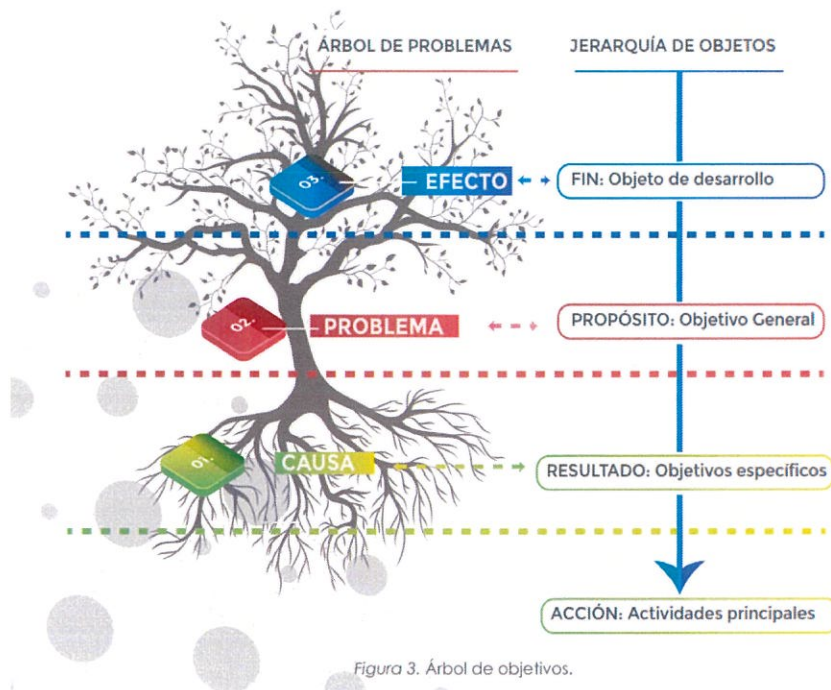 ÁRBOL DE PROBLEMAS
JERARQUÍA DE OBJETOS
03.
EFECTO
FIN: Objeto de desarrollo
02.
PROBLEMA
PROPÓSITO: Objetivo General
01.
CAUSA
RESULTADO: Objetivos específicos
ACCIÓN: Actividades principales
Figura 3. Árbol de objetivos.